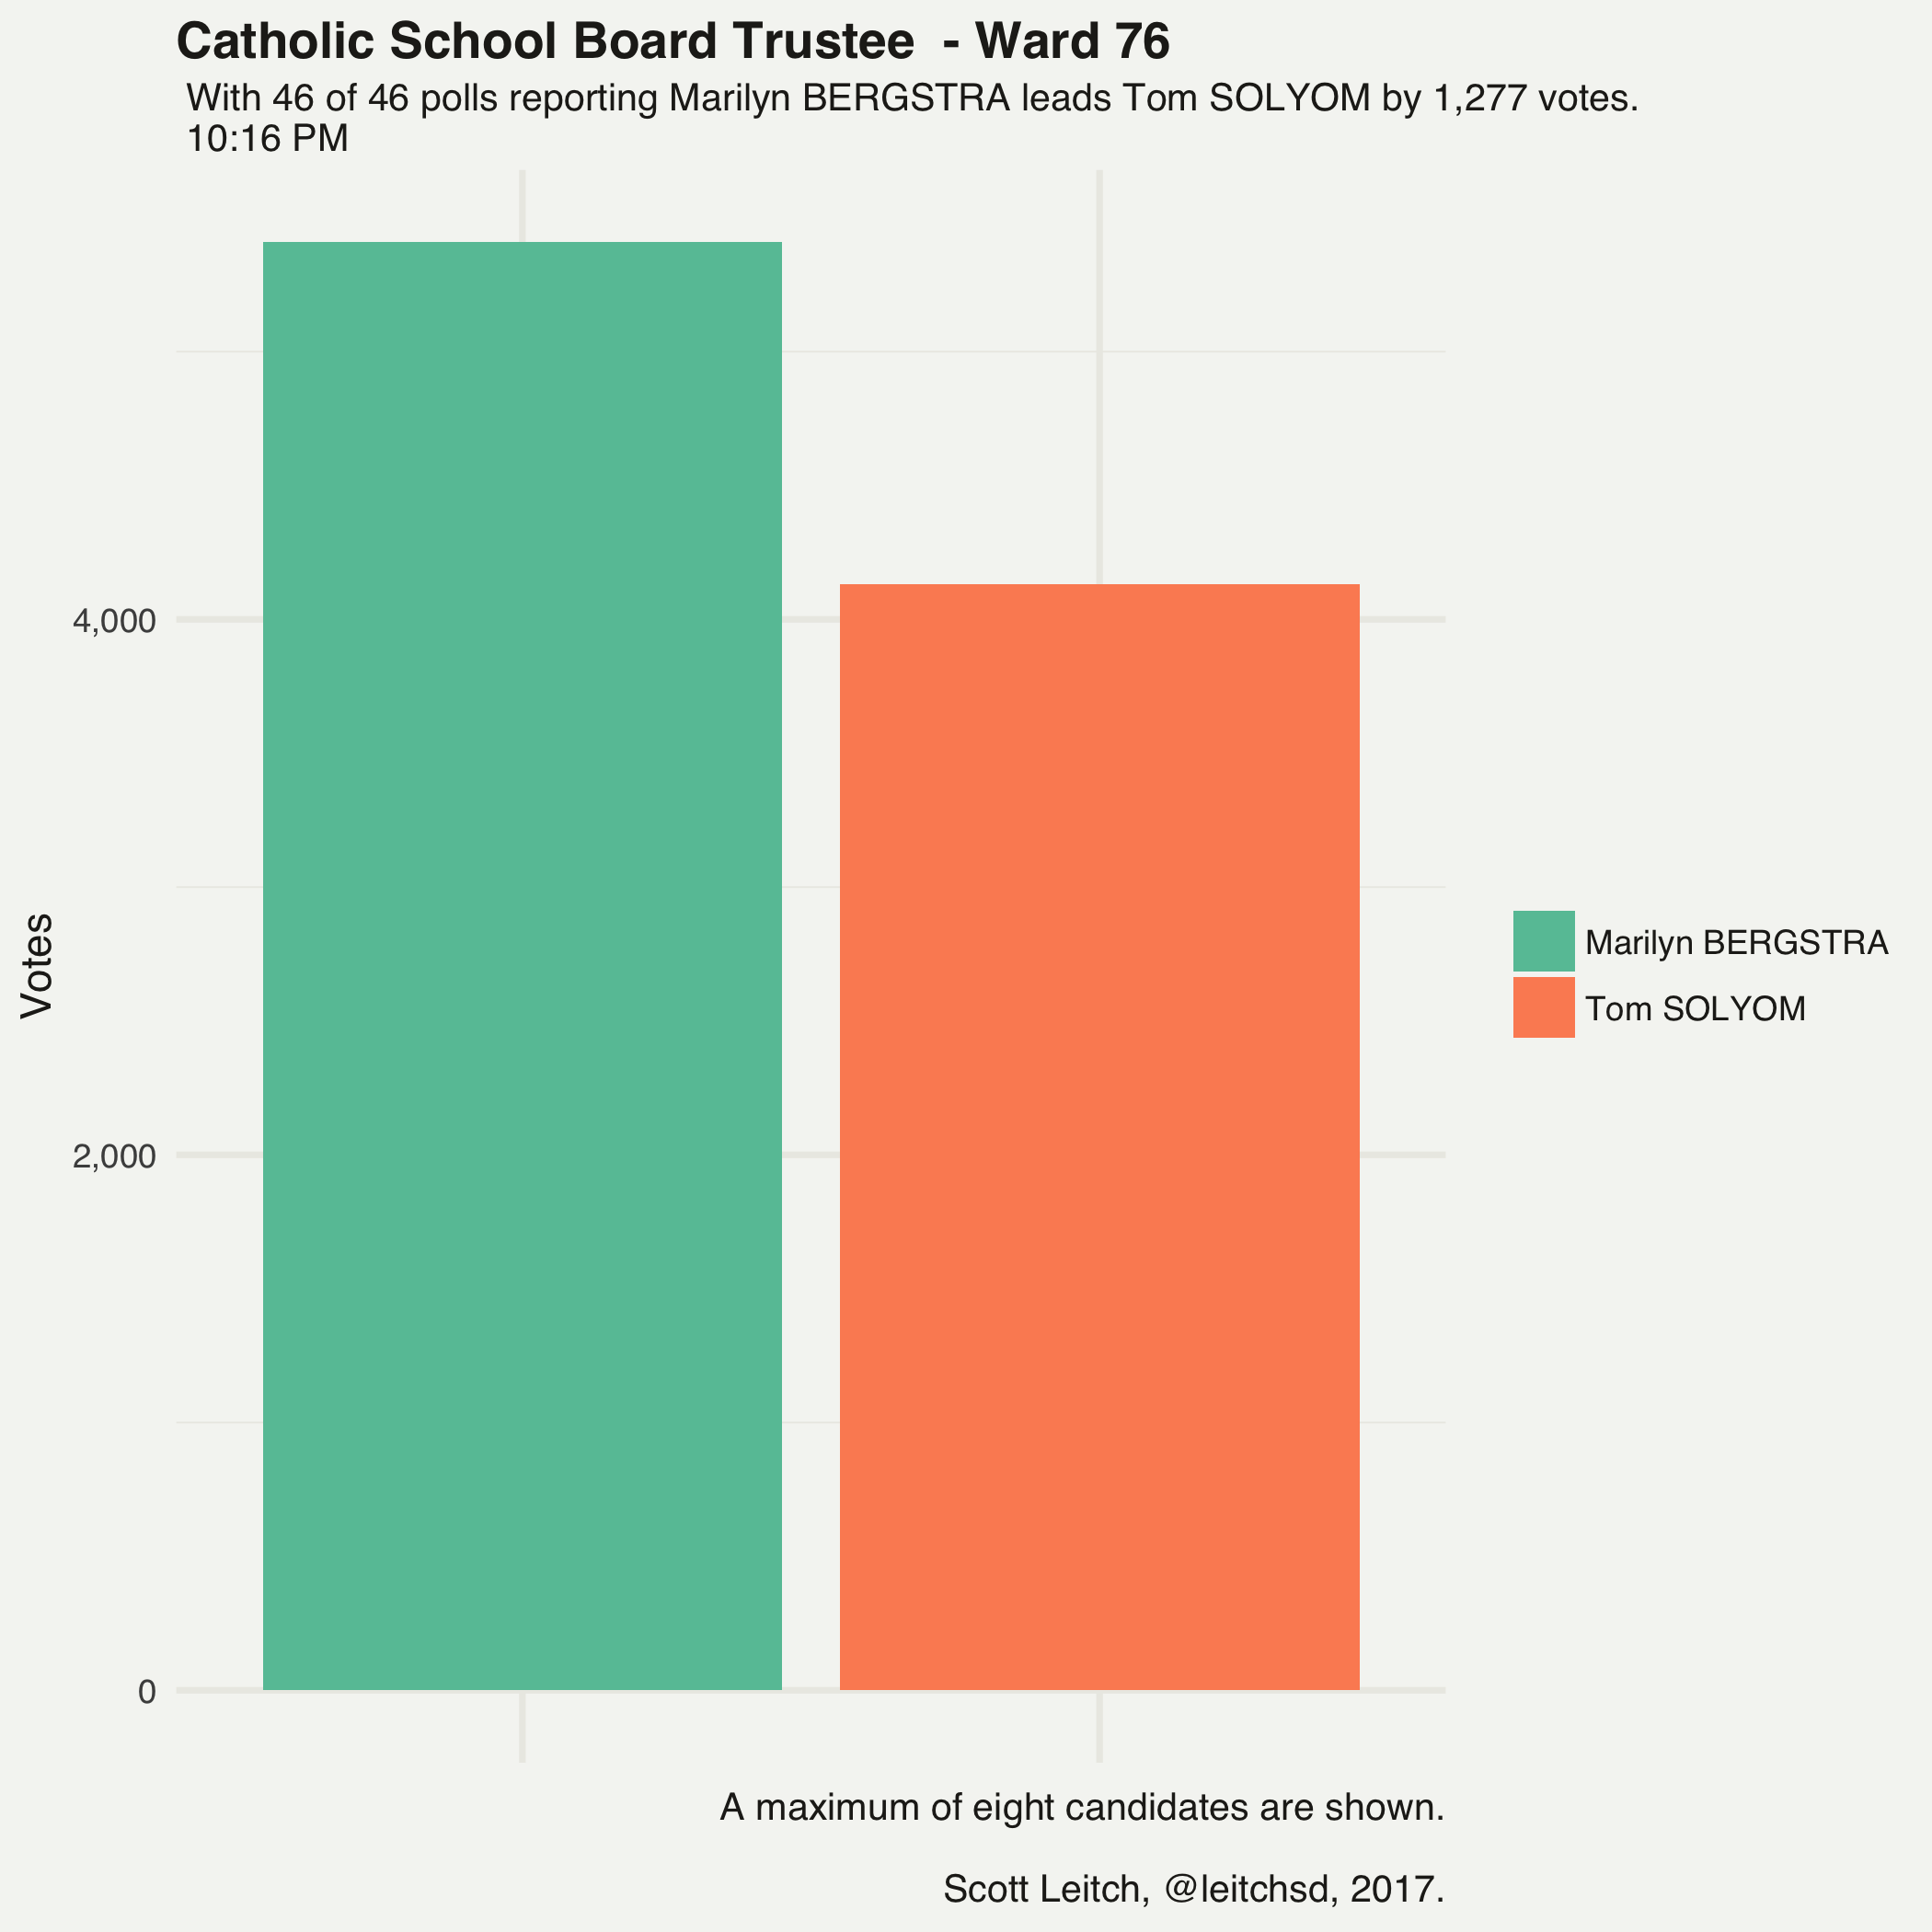 Catholic School Board Trustee  - Ward 76
With 46 of 46 polls reporting Marilyn BERGSTRA leads Tom SOLYOM by 1,277 votes.
10:16 PM
Votes
4,000
2,000
0
Marilyn BERGSTRA
Tom SOLYOM
A maximum of eight candidates are shown.
Scott Leitch, @leitchsd, 2017.